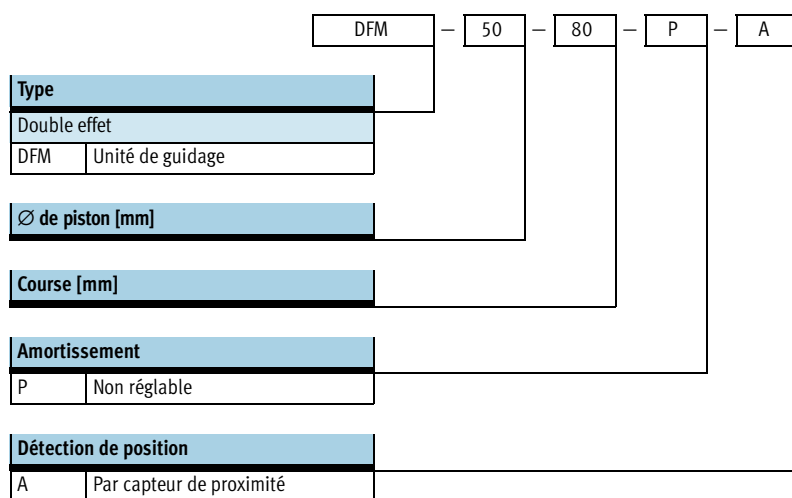 DFM – 50 – 80 – P – A
Type
Double effet
DFM Unité de guidage
∅ de piston [mm]
Course [mm]
Amortissement
P Non réglable
Détection de position
A Par capteur de proximité